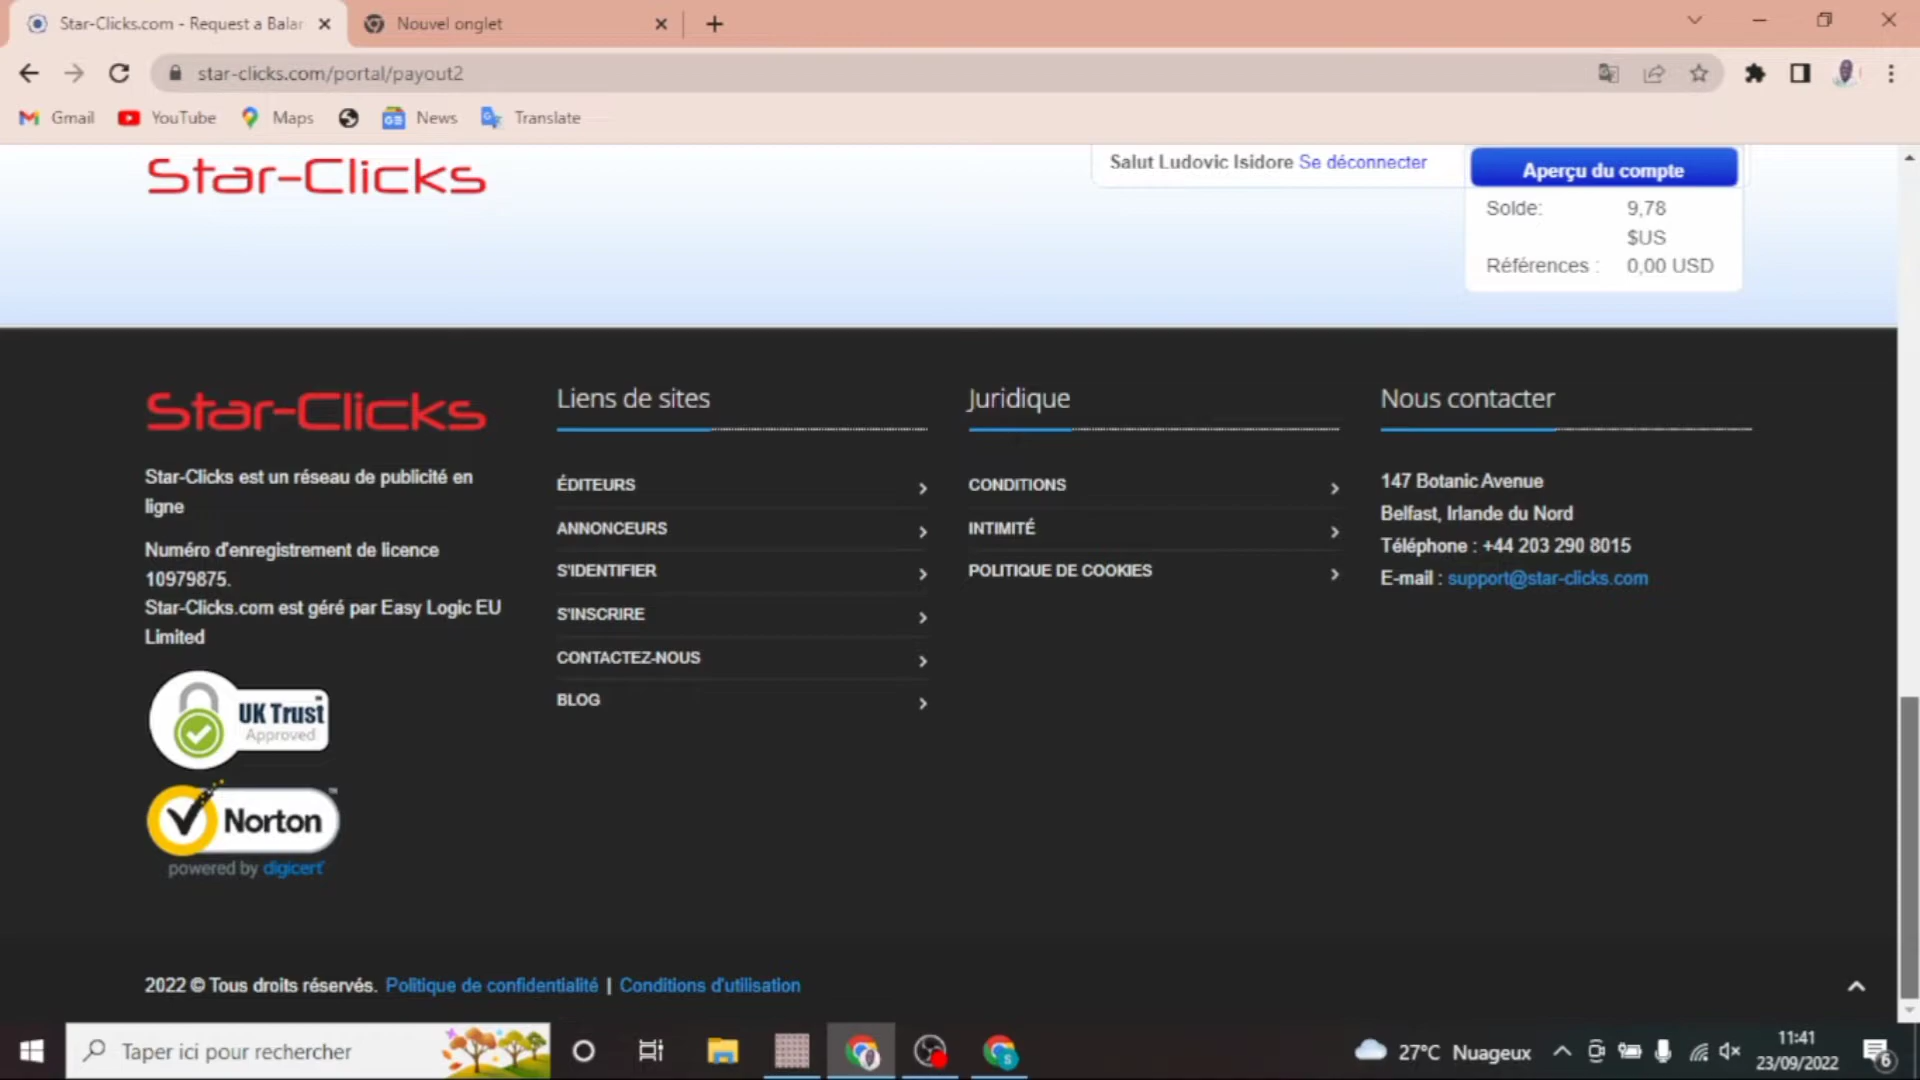 Star-Clicks.com - Request a Balar
Nouvel onglet
star-clicks.com/portal/payout2
Gmail
YouTube
Maps
News
Translate
Star-Clicks
Salut Ludovic Isidore Se déconnecter
Aperçu du compte
Solde: 9,78
$US
Références : 0,00 USD
Star-Clicks
Star-Clicks est un réseau de publicité en
ligne
Numéro d'enregistrement de licence
10979875.
Star-Clicks.com est géré par Easy Logic EU
Limited
UK Trust
Approved
Norton
powered by digicert
Liens de sites
ÉDITEURS
ANNONCEURS
S'IDENTIFIER
S'INSCRIRE
CONTACTEZ-NOUS
BLOG
Juridique
CONDITIONS
INTIMITÉ
POLITIQUE DE COOKIES
Nous contacter
147 Botanic Avenue
Belfast, Irlande du Nord
Téléphone : +44 203 290 8015
E-mail : support@star-clicks.com
2022 © Tous droits réservés. Politique de confidentialité | Conditions d'utilisation
Taper ici pour rechercher
27°C Nuageux
11:41
23/09/2022
6